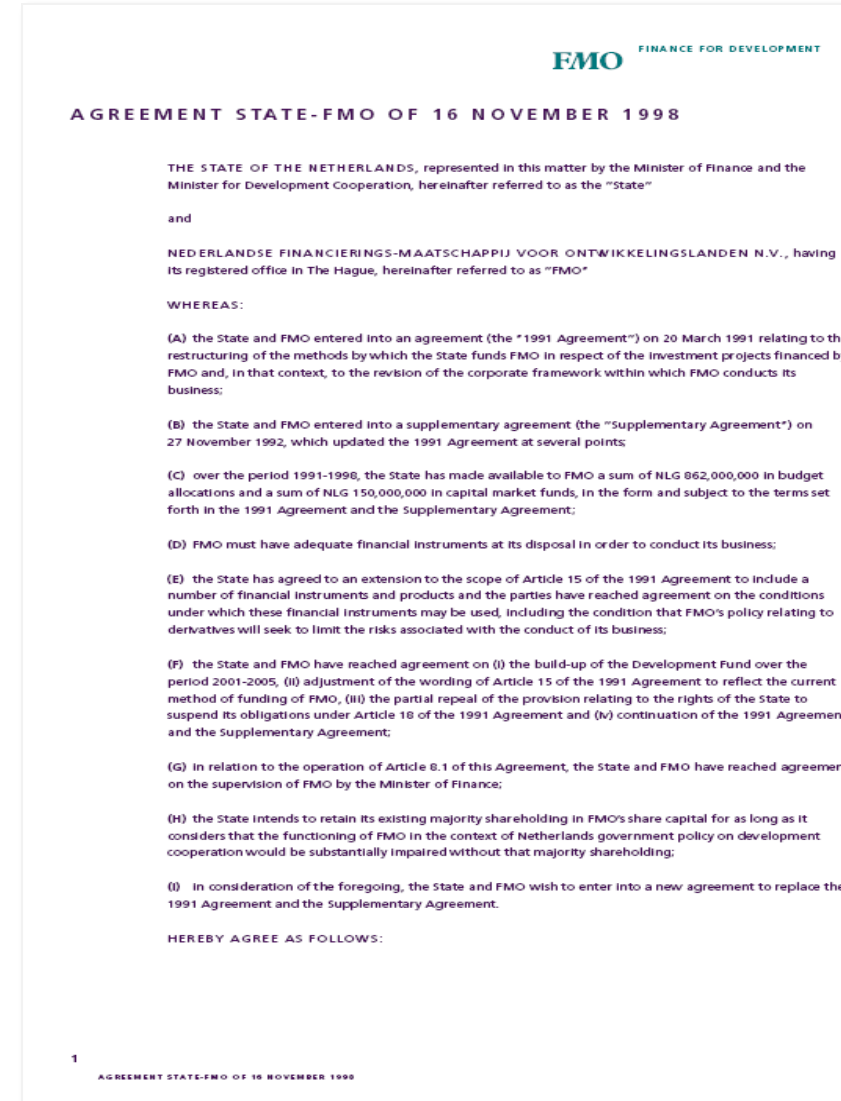 FMO FINANCE FOR DEVELOPMENT
AGREEMENT STATE-FMO OF 16 NOVEMBER 1998
THE STATE OF THE NETHERLANDS, represented in this matter by the Minister of Finance and the
Minister for Development Cooperation, hereinafter referred to as the "State"
and
NEDERLANDSE FINANCIERINGS-MAATSCHAPPIJ VOOR ONTWIKKELINGSLANDEN N.V., having
its registered office in The Hague, hereinafter referred to as "FMO"
WHEREAS:
(A) the State and FMO entered into an agreement (the "1991 Agreement") on 20 March 1991 relating to th
restructuring of the methods by which the State funds FMO in respect of the investment projects financed b
FMO and, in that context, to the revision of the corporate framework within which FMO conducts its
business;
(B) the State and FMO entered into a supplementary agreement (the "Supplementary Agreement") on
27 November 1992, which updated the 1991 Agreement at several points;
(C) over the period 1991-1998, the State has made available to FMO a sum of NLG 862,000,000 in budget
allocations and a sum of NLG 150,000,000 in capital market funds, in the form and subject to the terms set
forth in the 1991 Agreement and the Supplementary Agreement;
(D) FMO must have adequate financial instruments at its disposal in order to conduct its business;
(E) the State has agreed to an extension to the scope of Article 15 of the 1991 Agreement to include a
number of financial instruments and products and the parties have reached agreement on the conditions
under which these financial instruments may be used, including the condition that FMO's policy relating to
derivatives will seek to limit the risks associated with the conduct of its business;
(F) the State and FMO have reached agreement on (i) the build-up of the Development Fund over the
period 2001-2005, (ii) adjustment of the wording of Article 15 of the 1991 Agreement to reflect the current
method of funding of FMO, (iii) the partial repeal of the provision relating to the rights of the State to
suspend its obligations under Article 18 of the 1991 Agreement and (iv) continuation of the 1991 Agreemen
and the Supplementary Agreement;
(G) in relation to the operation of Article 8.1 of this Agreement, the State and FMO have reached agreemer
on the supervision of FMO by the Minister of Finance;
(H) the State intends to retain its existing majority shareholding in FMO's share capital for as long as it
considers that the functioning of FMO in the context of Netherlands government policy on development
cooperation would be substantially impaired without that majority shareholding;
(I) in consideration of the foregoing, the State and FMO wish to enter into a new agreement to replace the
1991 Agreement and the Supplementary Agreement.
HEREBY AGREE AS FOLLOWS:
1
AGREEMENT STATE-FMO OF 16 NOVEMBER 1998